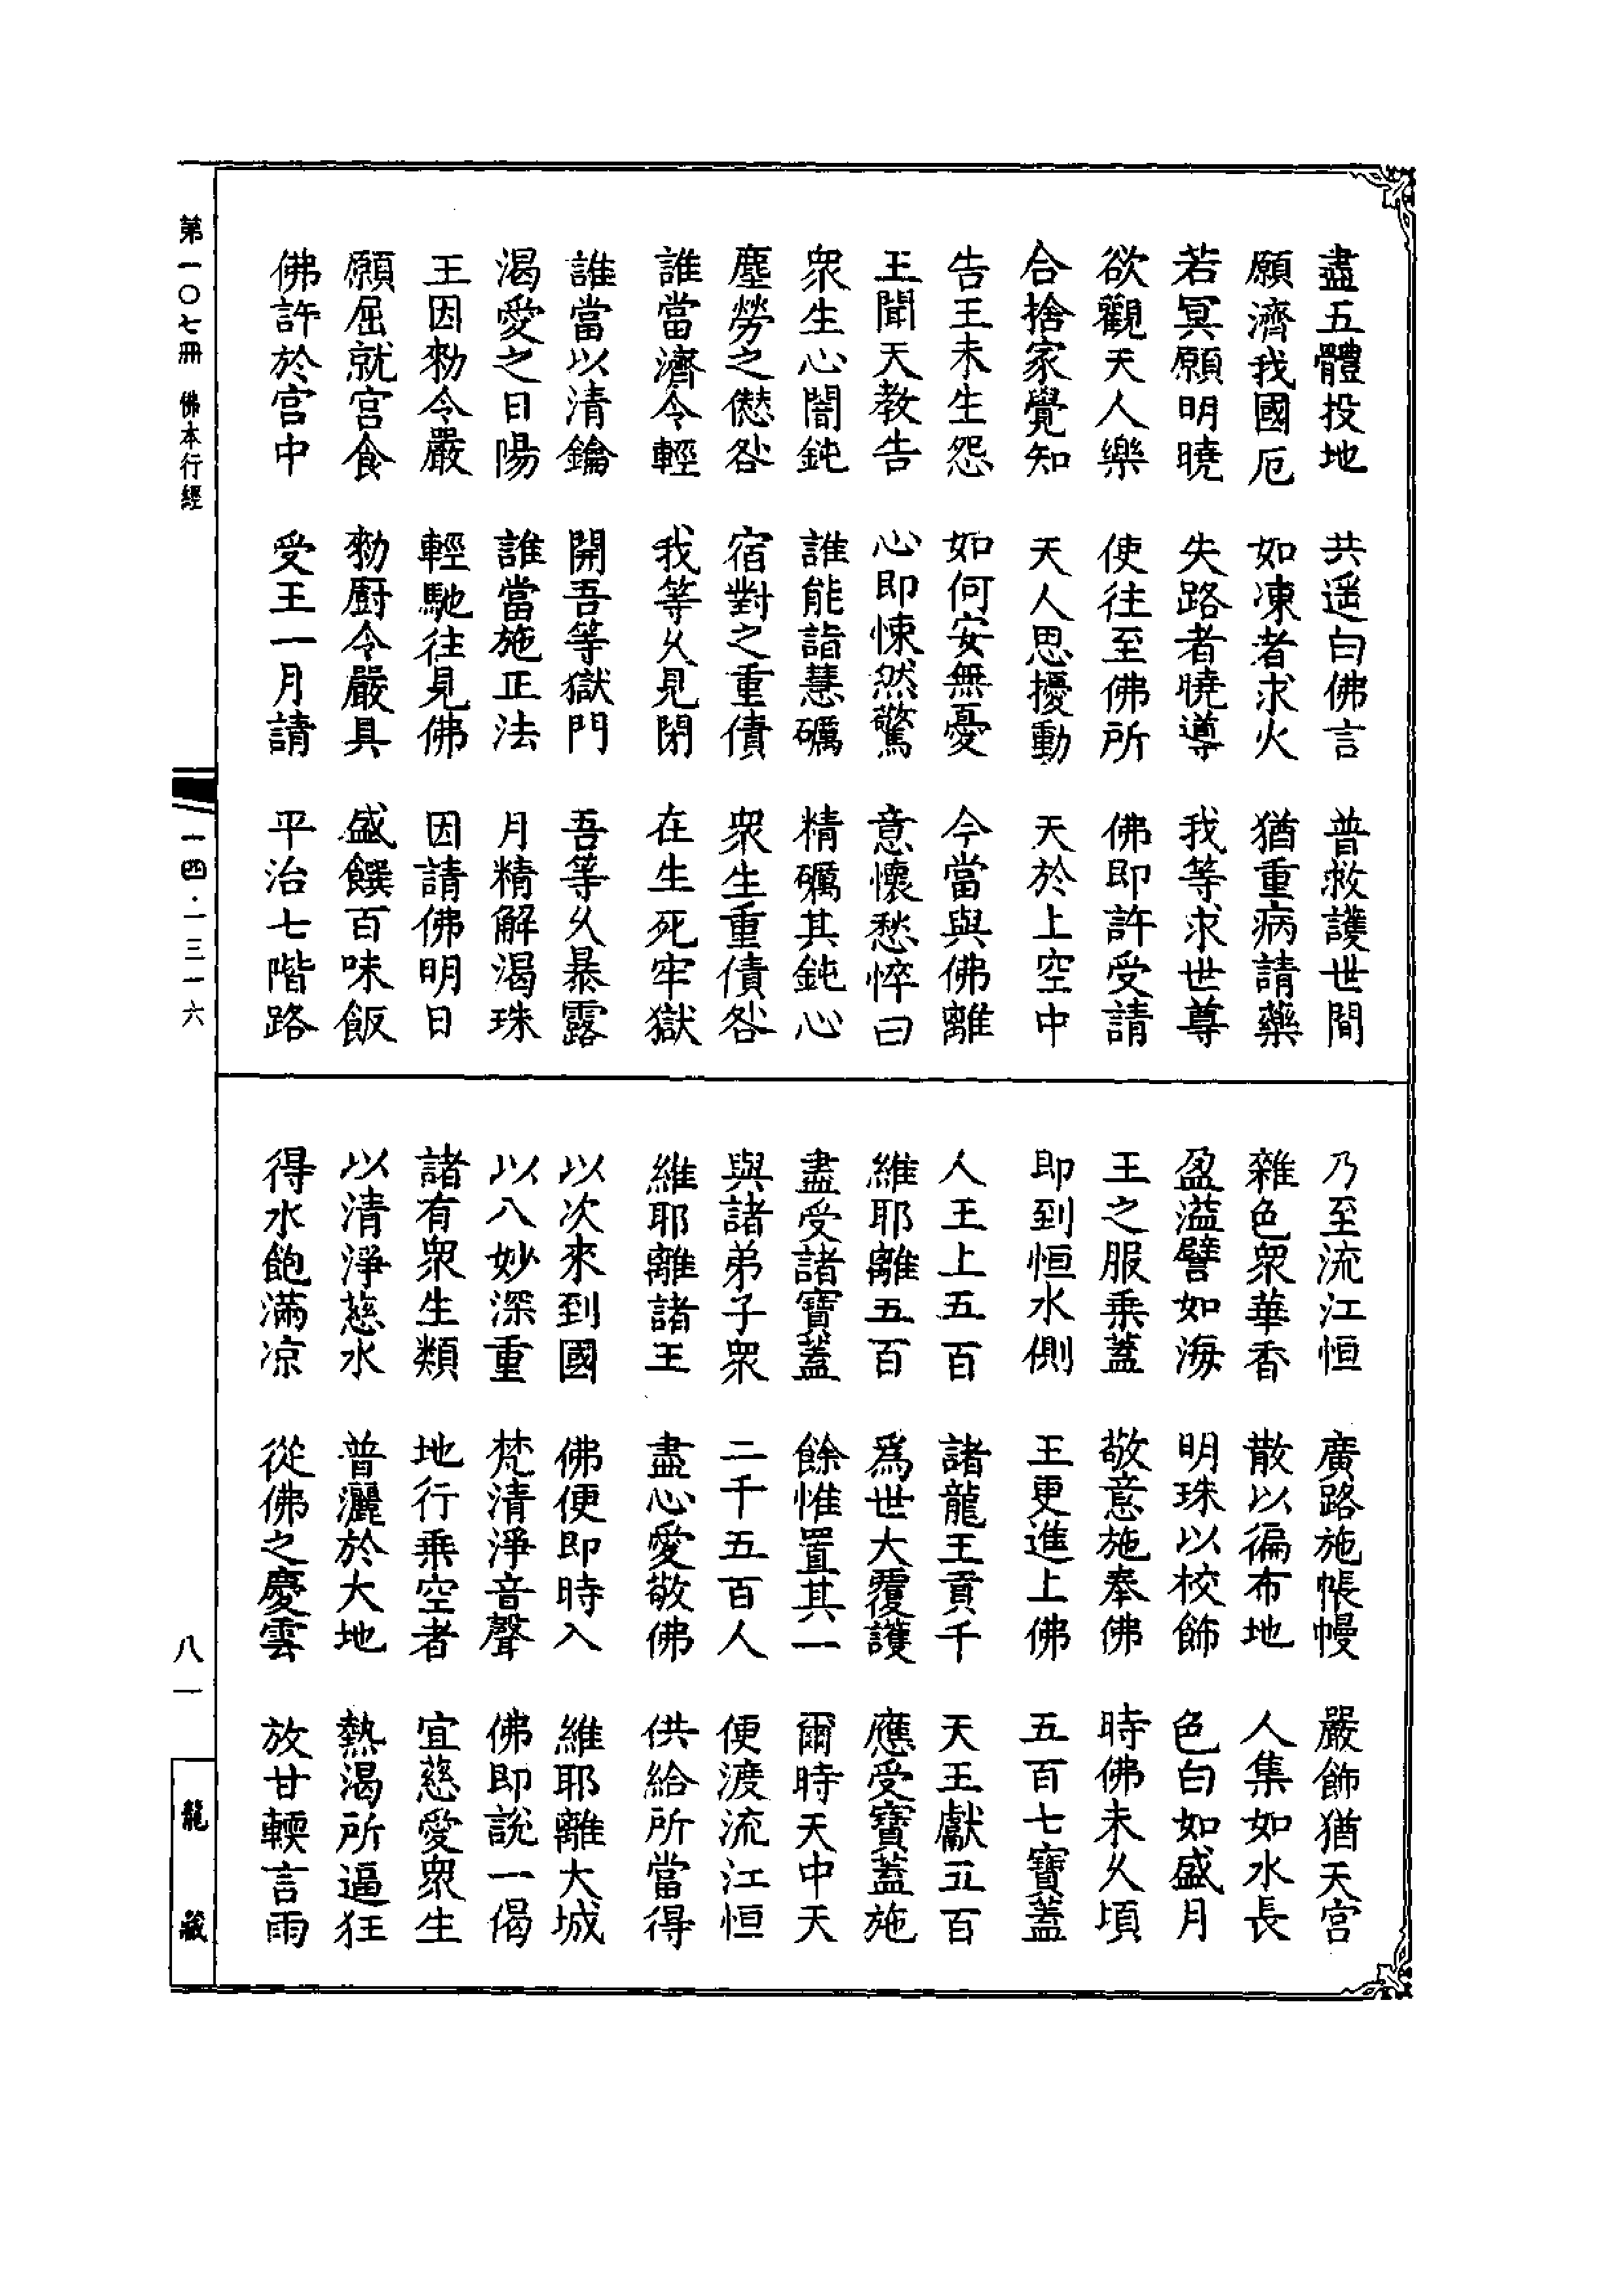 盡五體投地　共遥白佛言　普救護世間
願濟我國厄　如凍者求火　猶重病請藥
若冥願明曉　失路者曉導　我等求世尊
欲觀天人樂　使往至佛所　佛即許受請
合捨家覺知　天人思擾動　天於上空中
告王未生怨　如何安無憂　今當與佛離
王聞天教告　心即悚然驚　意懷愁悴曰
衆生心闇鈍　誰能詣慧礪　精礪其鈍心
塵勞之僁咎　宿對之重債　衆生重債咎
誰當濟令輕　我等久見閉　在生死牢獄
誰當以清鑰　開吾等獄門　吾等久暴露
渴愛之日陽　誰當施正法　月精解渴珠
王因勑令嚴　輕馳往見佛　因請佛明日
願屈就宫食　勑廚令嚴具　盛饌百味飯
佛許於宫中　受王一月請　平治七階路
乃至流江恒　廣路施帳幔　嚴飾猶天宫
雜色衆華香　散以徧布地　人集如水長
盈溢譬如海　明珠以校飾　色白如盛月
王之服乗蓋　敬意施奉佛　時佛未久頃
即到恒水側　王更進上佛　五百七寶蓋
人王上五百　諸龍王貢千　天王獻五百
維耶離五百　爲世大覆護　應受寶蓋施
盡受諸寶蓋　餘惟置其一　爾時天中天
與諸弟子衆　二千五百人　便渡流江恒
維耶離諸王　盡心愛敬佛　供給所當得
以次來到國　佛便即時入　維耶離大城
以八妙深重　梵清淨音聲　佛即説一偈
諸有衆生類　地行乗空者　宜慈愛衆生
以清淨慈水　普灑於大地　熱渴所逼狂
得水飽滿凉　從佛之慶雲　放甘輭言雨
第一〇七冊　佛本行經
一四·一三一六
八一
龍藏